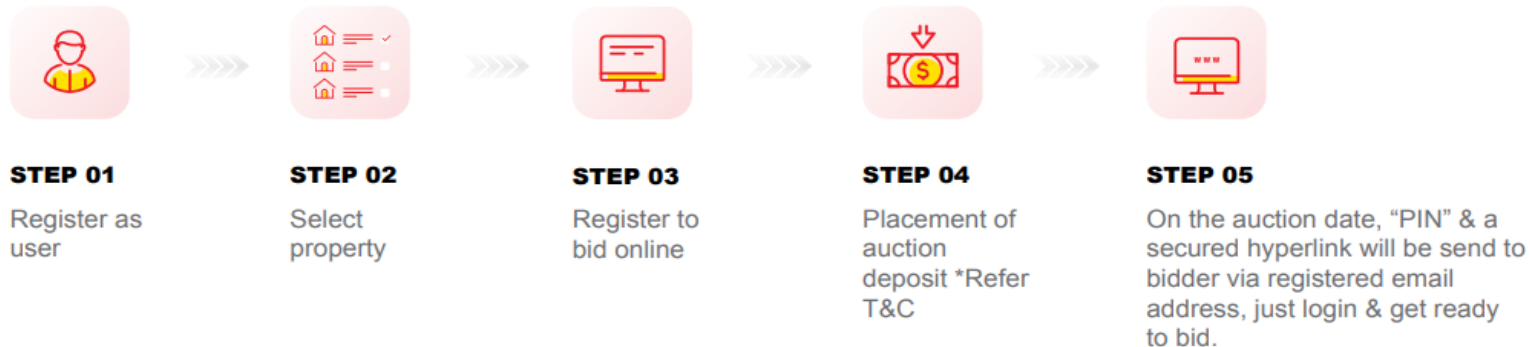 STEP 01
Register as
user
STEP 02
Select
property
STEP 03
Register to
bid online
$
STEP 04
Placement of
auction
deposit *Refer
T&C
www
STEP 05
On the auction date, “PIN” & a
secured hyperlink will be send to
bidder via registered email
address, just login & get ready
to bid.